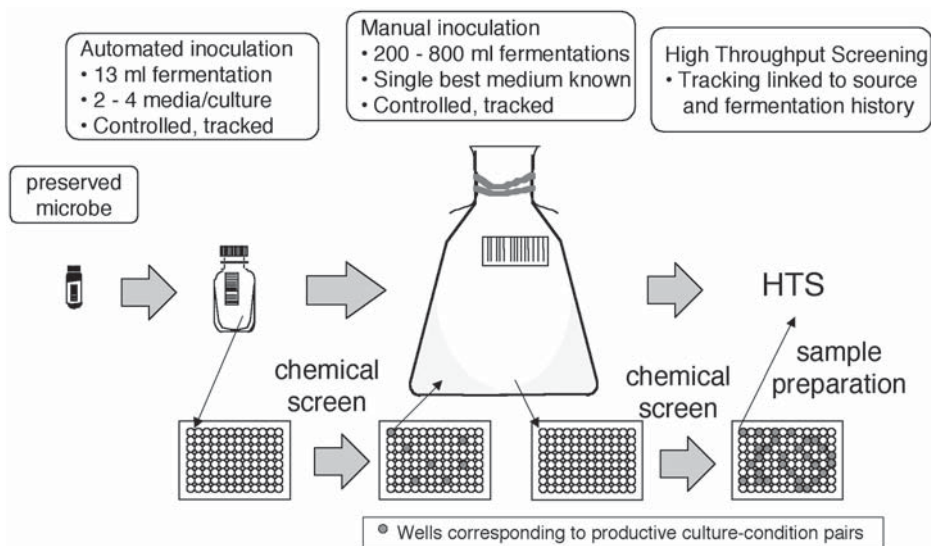 Automated inoculation
• 13 ml fermentation
• 2 - 4 media/culture
• Controlled, tracked
Manual inoculation
• 200 - 800 ml fermentations
• Single best medium known
• Controlled, tracked
High Throughput Screening
• Tracking linked to source
and fermentation history
preserved
microbe
HTS
chemical
screen
chemical
screen
sample
preparation
Wells corresponding to productive culture-condition pairs